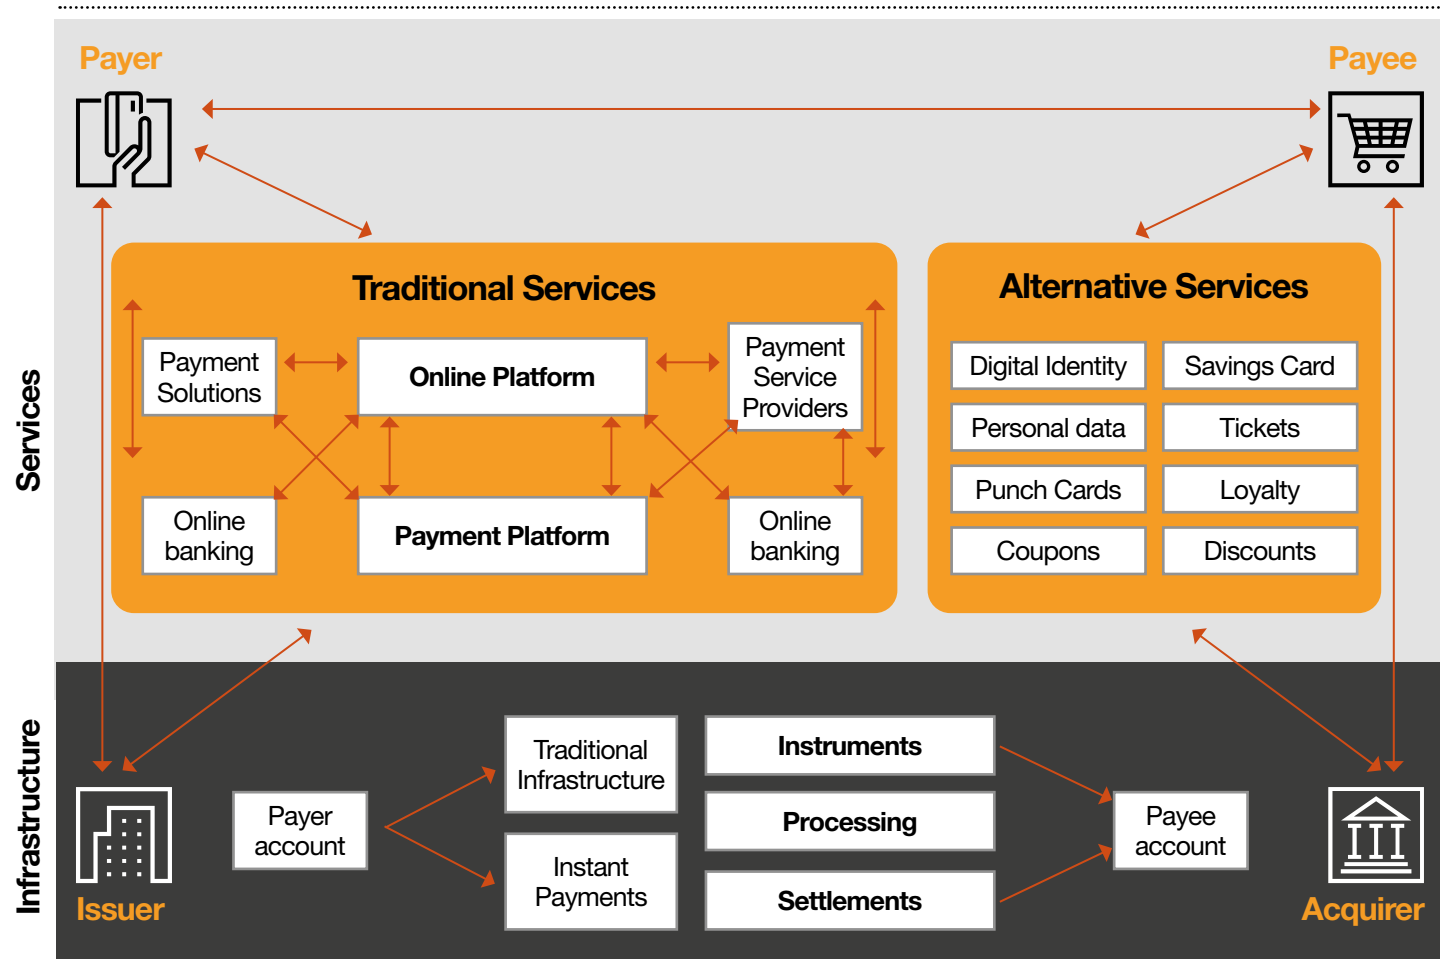 Payer
Payee
Services
Traditional Services
Payment
Solutions
Online Platform
Payment
Service
Providers
Online
banking
Payment Platform
Online
banking
Alternative Services
Digital Identity
Savings Card
Personal data
Tickets
Punch Cards
Loyalty
Coupons
Discounts
Infrastructure
Issuer
Payer
account
Traditional
Infrastructure
Instant
Payments
Instruments
Processing
Settlements
Payee
account
Acquirer